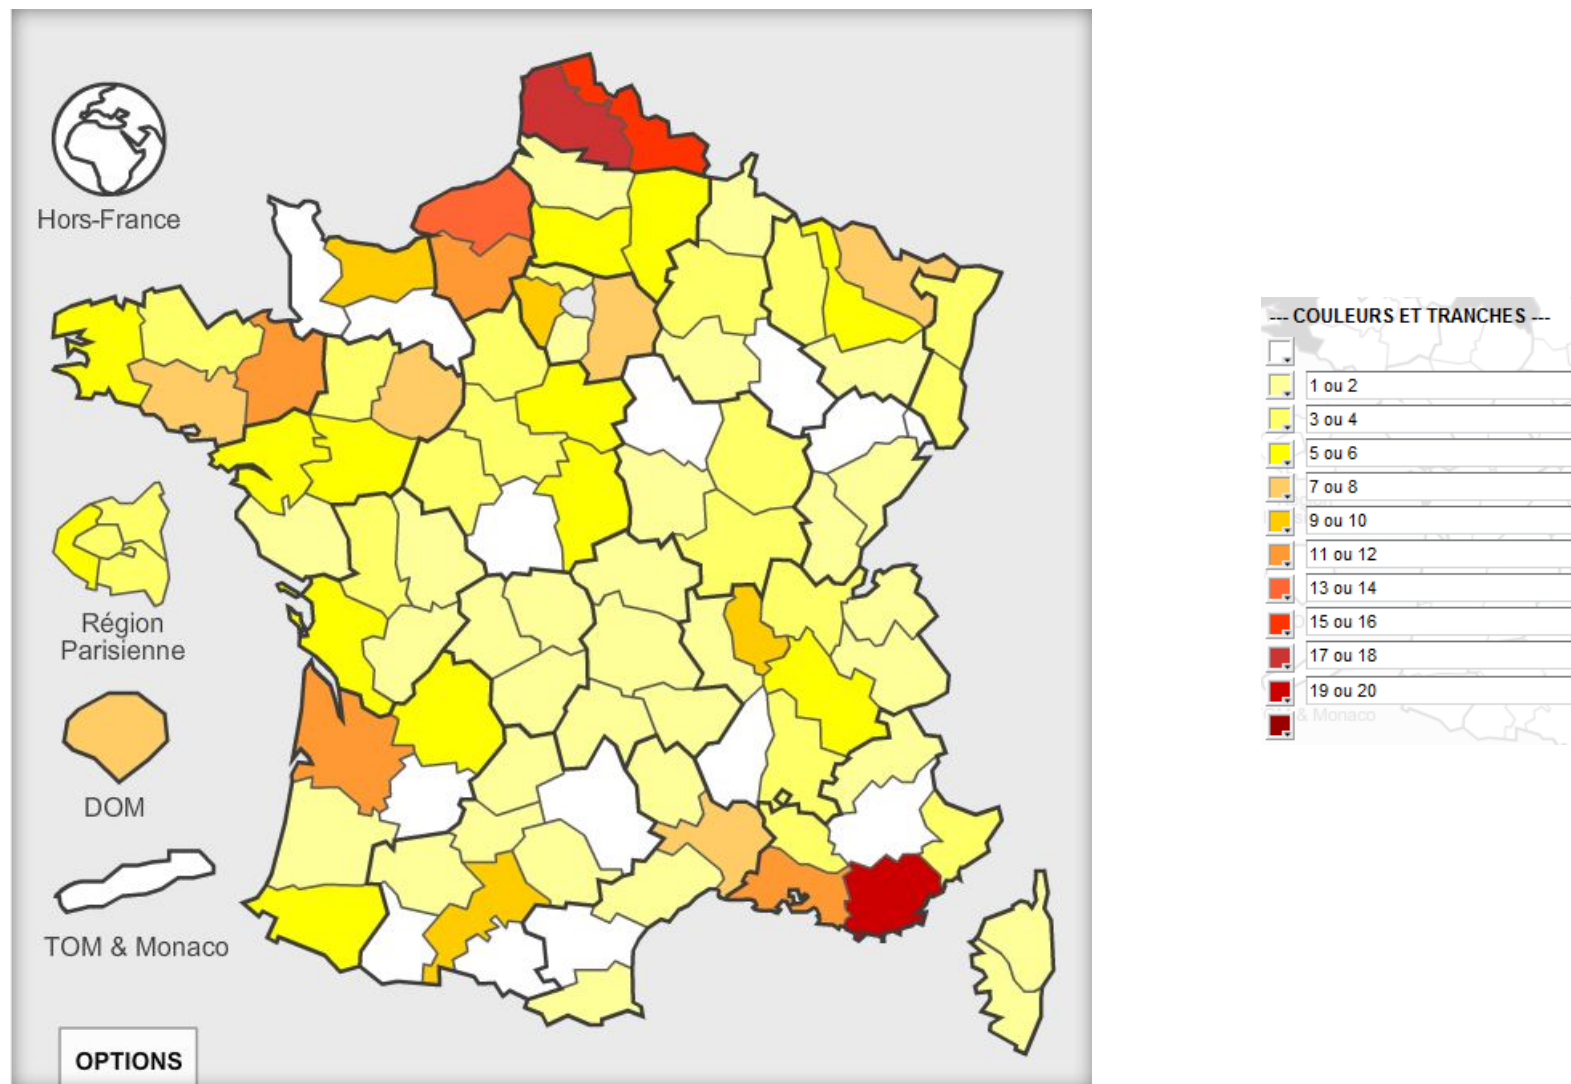 Hors-France
Région
Parisienne
DOM
TOM & Monaco
OPTIONS
--- COULEURS ET TRANCHES ---
1 ou 2
3 ou 4
5 ou 6
7 ou 8
9 ou 10
11 ou 12
13 ou 14
15 ou 16
17 ou 18
19 ou 20
& Monaco